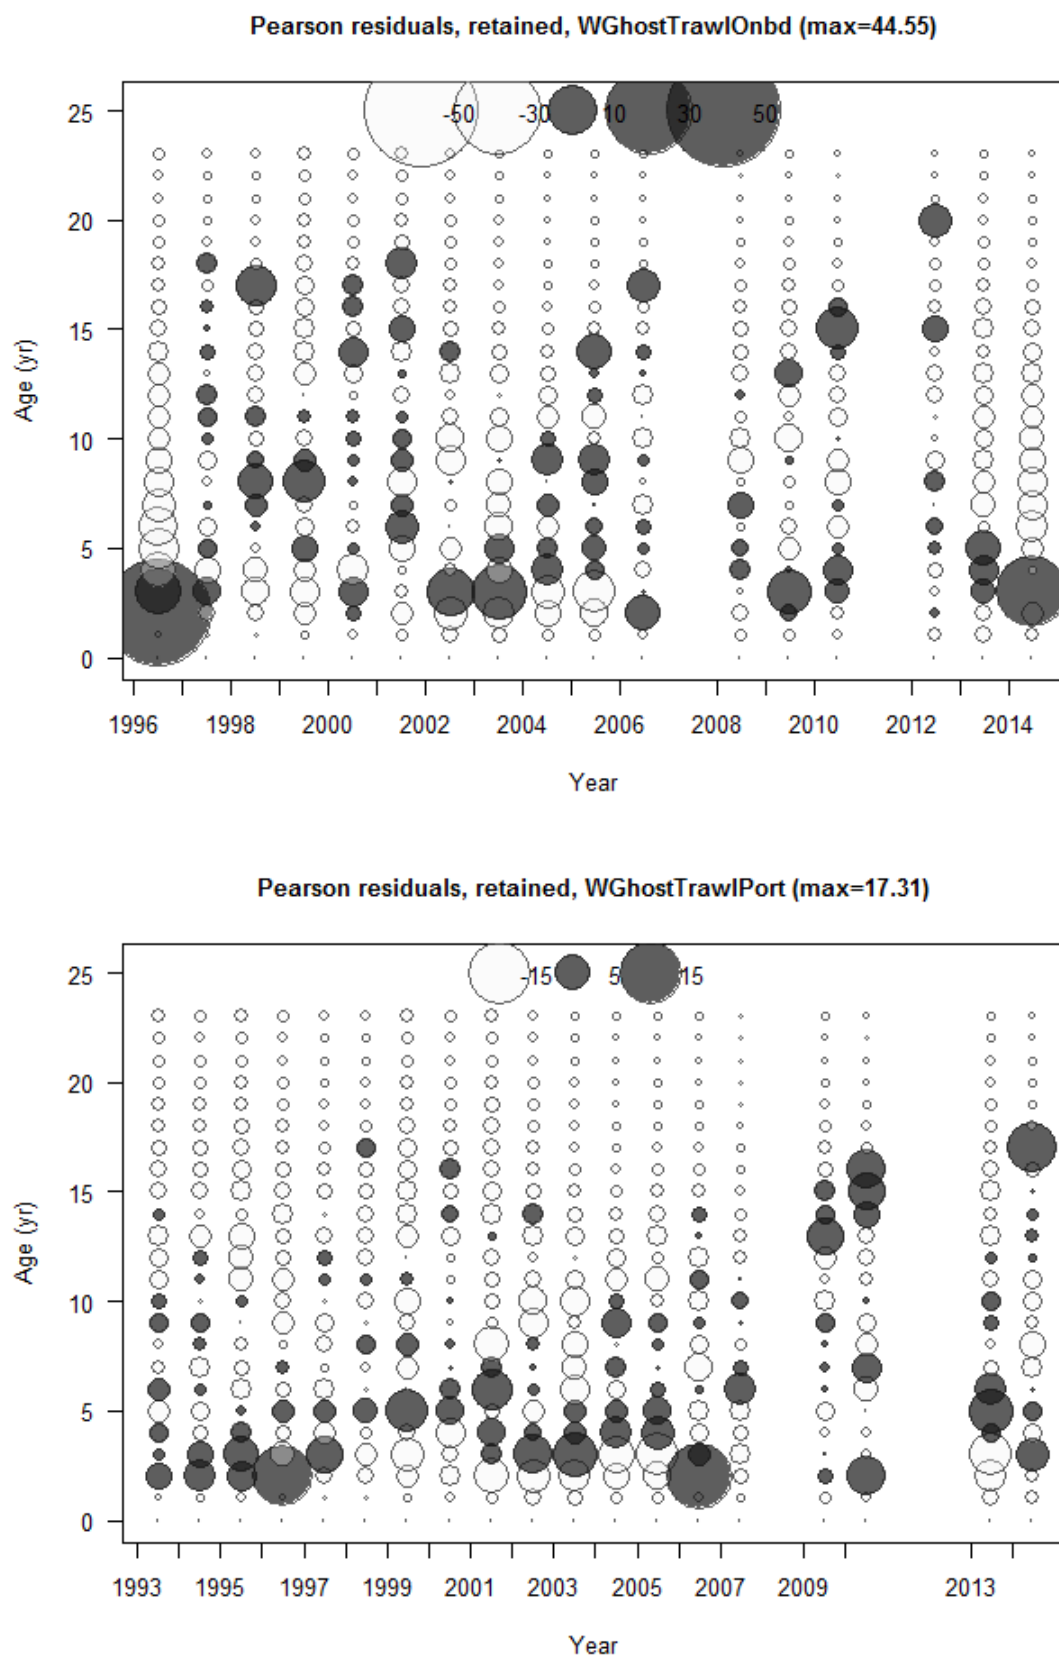 Pearson residuals, retained, WGhostTrawlOnbd (max=44.55)
-50 -30 10 30 50
25
20
15
10
5
0
Age (yr)
1996 1998 2000 2002 2004 2006 2008 2010 2012 2014
Year
Pearson residuals, retained, WGhostTrawlPort (max=17.31)
-15 5 15
25
20
15
10
5
0
Age (yr)
1993 1995 1997 1999 2001 2003 2005 2007 2009 2013
Year